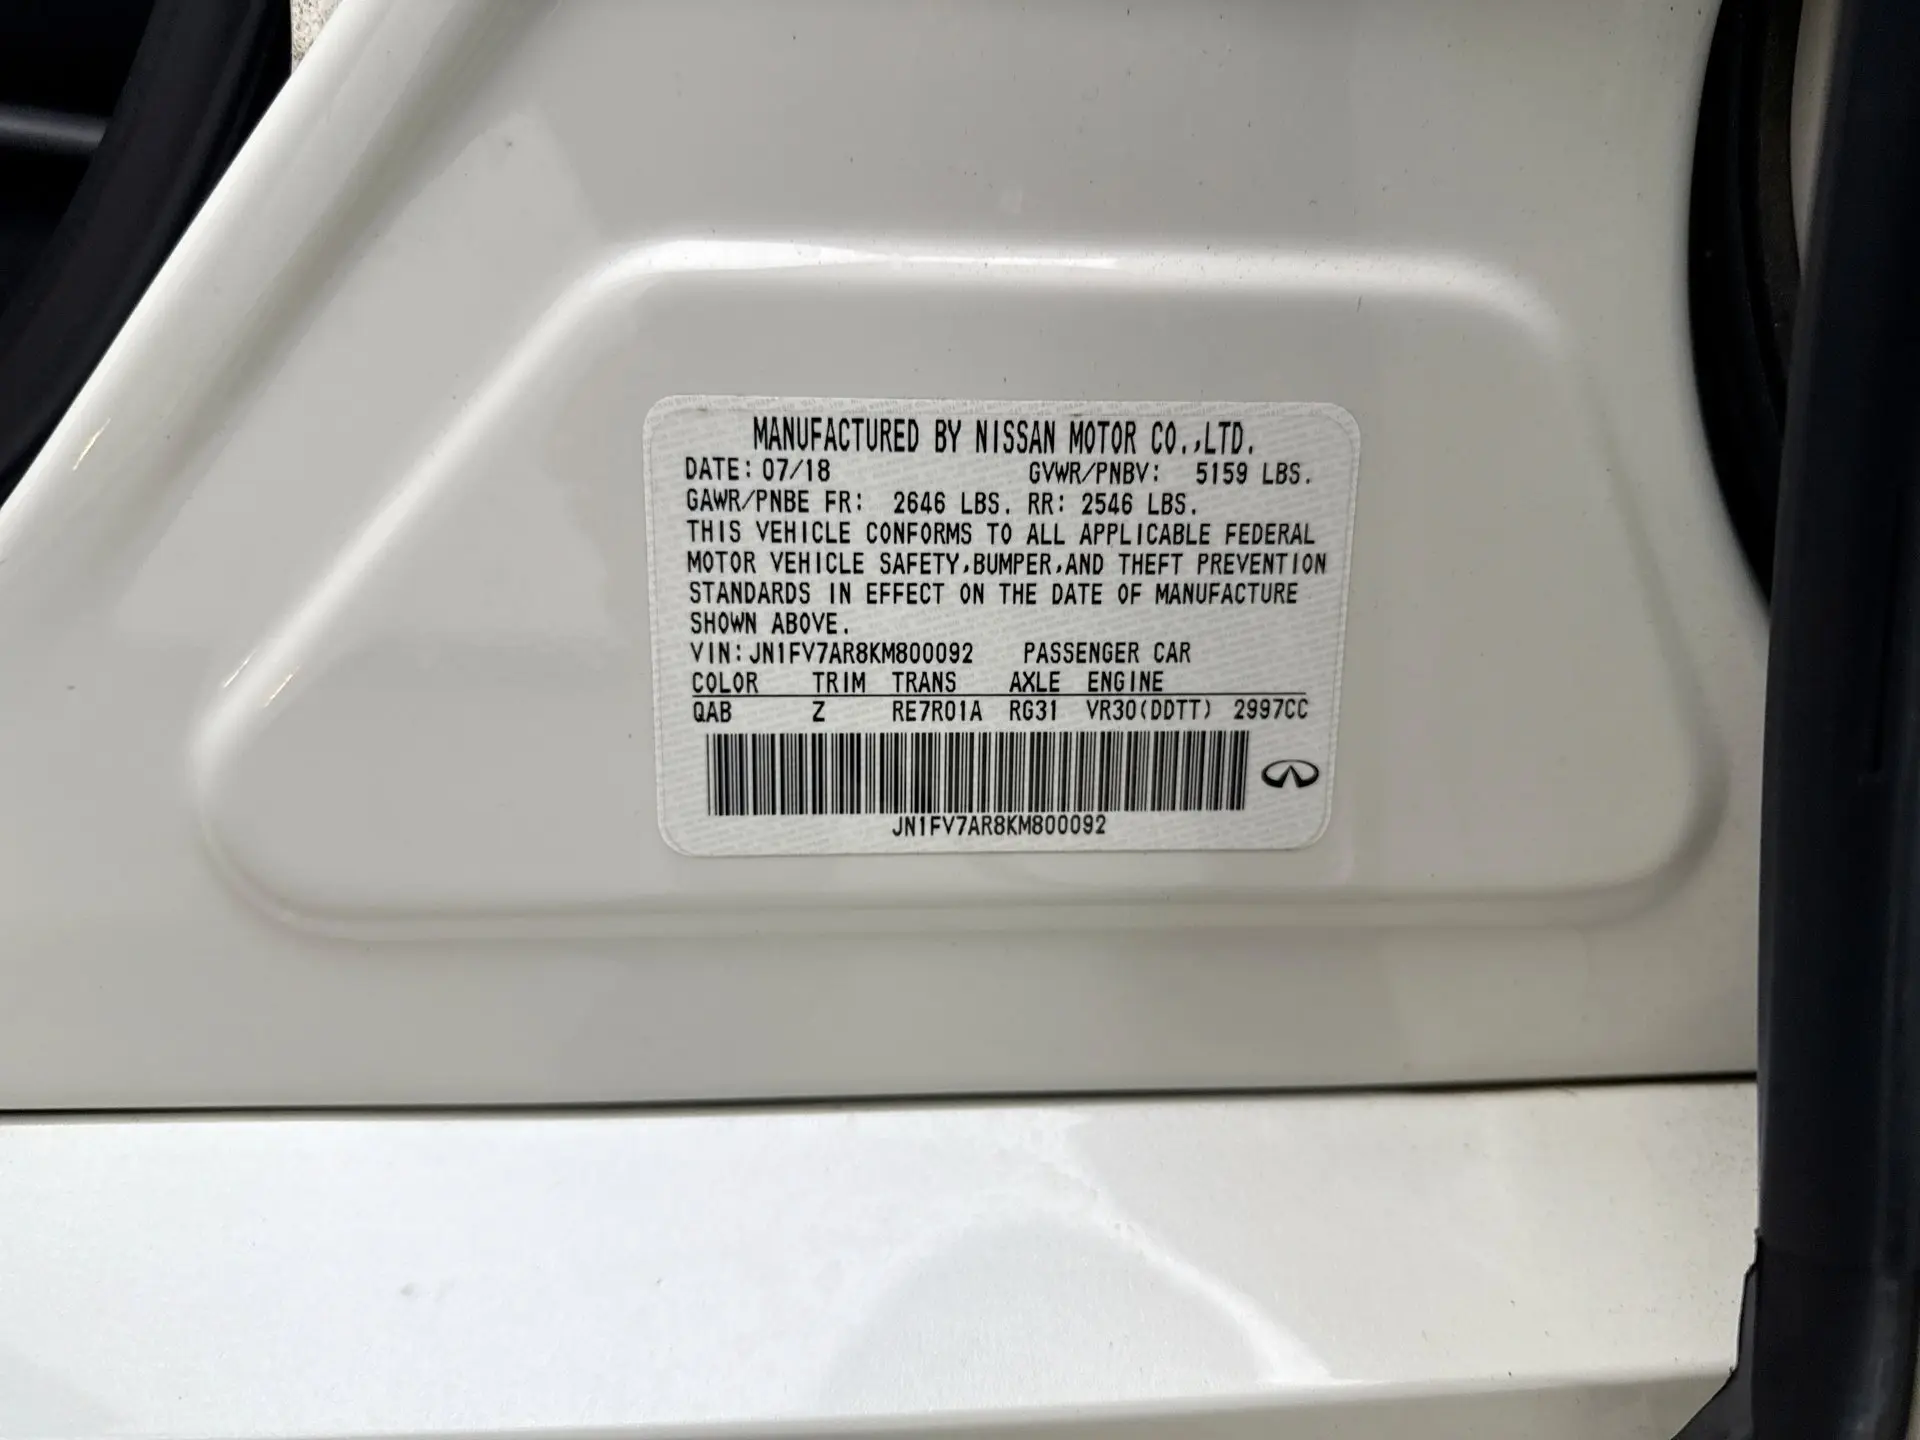 MANUFACTURED BY NISSAN MOTOR CO.,LTD.
DATE: 07/18 GVWR/PNBV: 5159 LBS.
GAWR/PNBE FR: 2646 LBS. RR: 2546 LBS.
THIS VEHICLE CONFORMS TO ALL APPLICABLE FEDERAL
MOTOR VEHICLE SAFETY,BUMPER,AND THEFT PREVENTION
STANDARDS IN EFFECT ON THE DATE OF MANUFACTURE
SHOWN ABOVE.
VIN: JN1FV7AR8KM800092 PASSENGER CAR
COLOR TRIM TRANS AXLE ENGINE
QAB Z RE7R01A RG31 VR30(DDTT) 2997CC
JN1FV7AR8KM800092